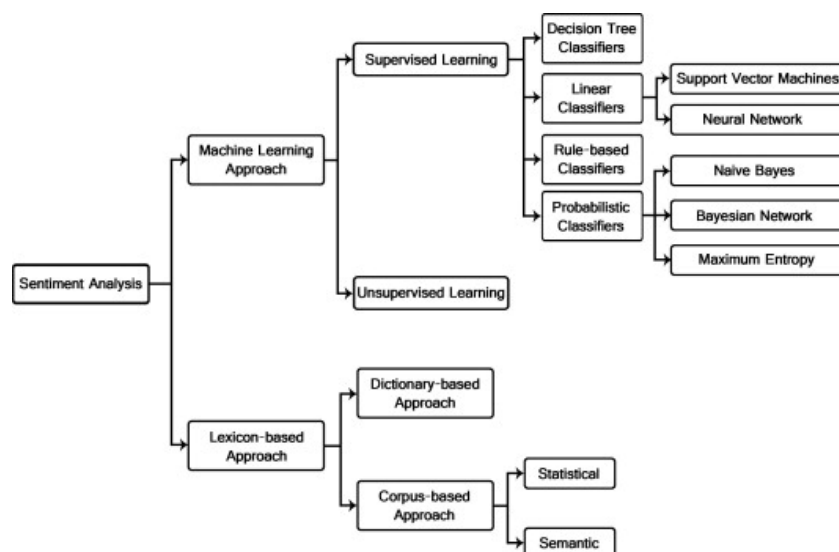 Decision Tree
Classifiers
Supervised Learning
Linear
Classifiers
Support Vector Machines
Neural Network
Machine Learning
Approach
Rule-based
Classifiers
Naive Bayes
Probabilistic
Classifiers
Bayesian Network
Maximum Entropy
Sentiment Analysis
Unsupervised Learning
Dictionary-based
Approach
Lexicon-based
Approach
Statistical
Corpus-based
Approach
Semantic